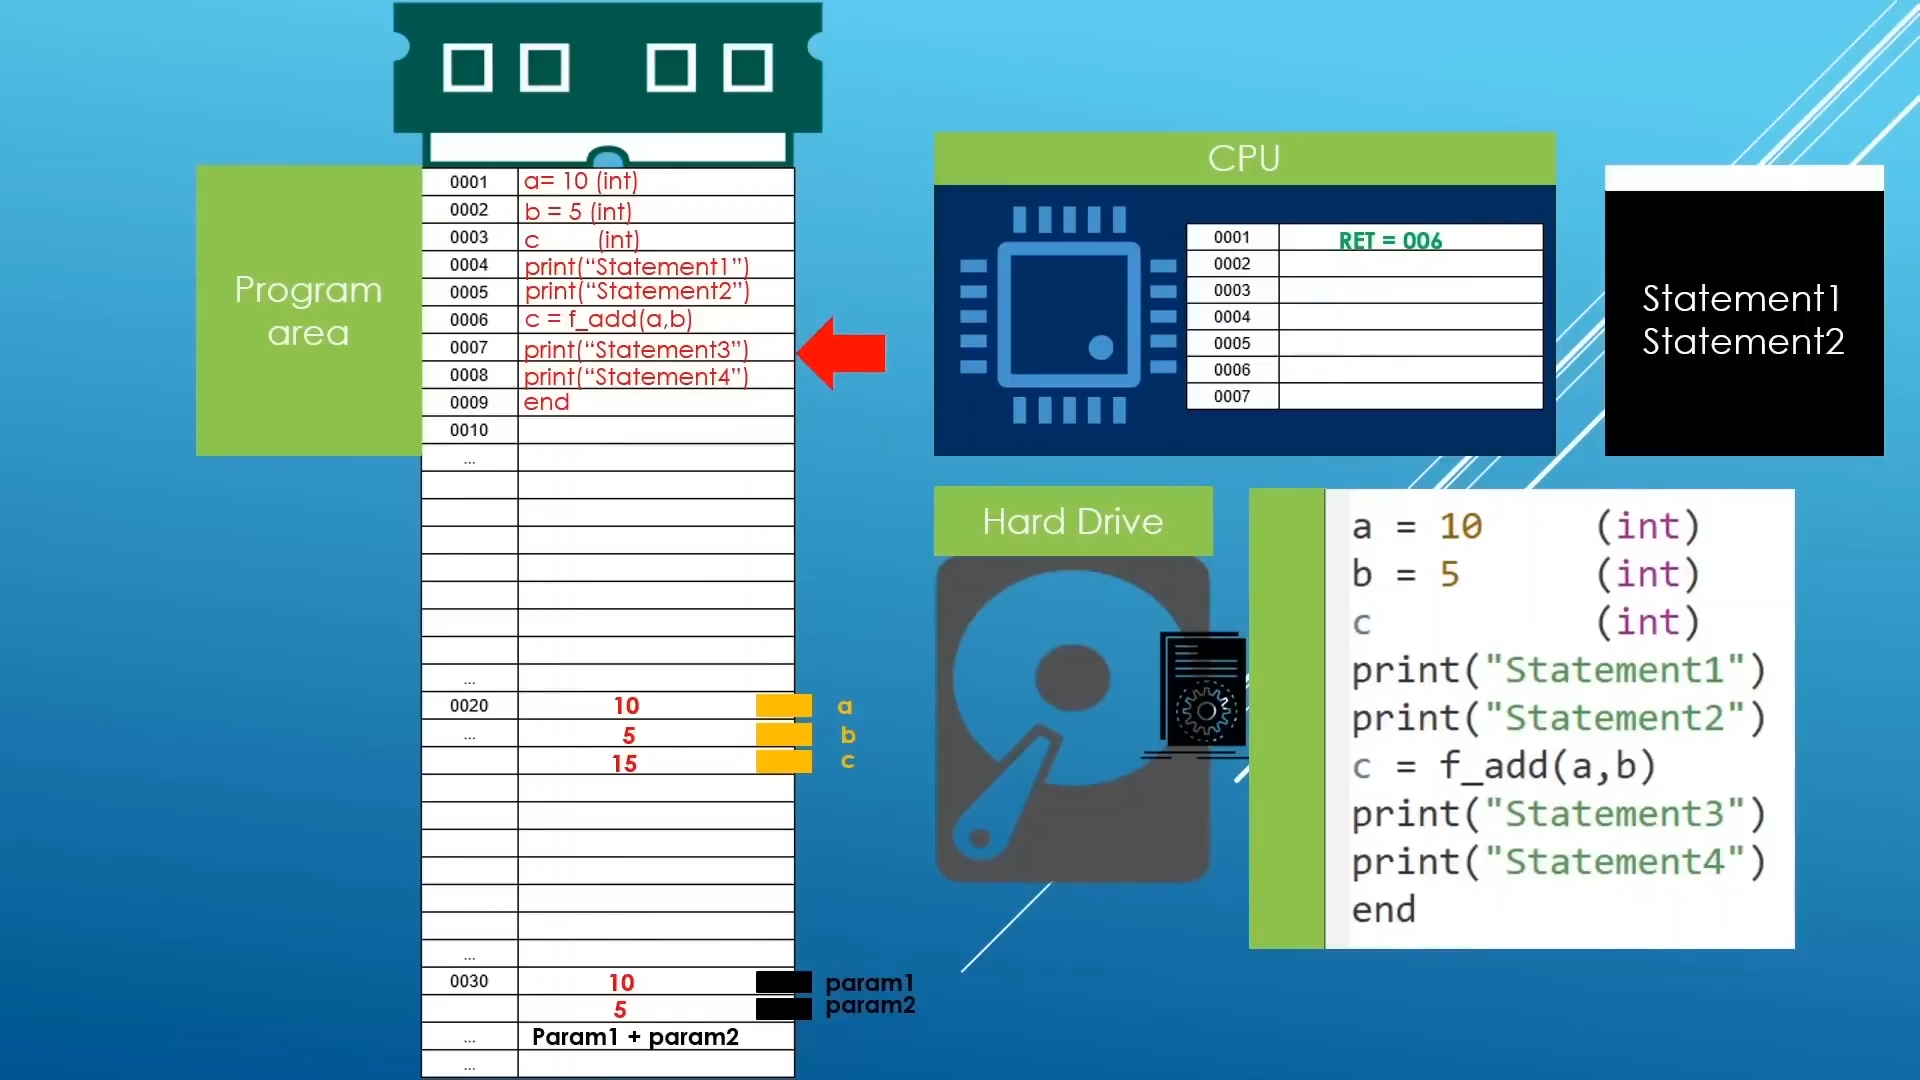 Program
area
0001 a= 10 (int)
0002 b = 5 (int)
0003 c (int)
0004 print(“Statement1”)
0005 print(“Statement2”)
0006 c = f_add(a,b)
0007 print(“Statement3”)
0008 print(“Statement4”)
0009 end
0010
...
...
0020 10 a
... 5 b
15 c
...
0030 10 param1
5 param2
... Param1 + param2
...
CPU
0001 RET = 006
0002
0003
0004
0005
0006
0007
Statement1
Statement2
Hard Drive
a = 10 (int)
b = 5 (int)
c (int)
print("Statement1")
print("Statement2")
c = f_add(a,b)
print("Statement3")
print("Statement4")
end